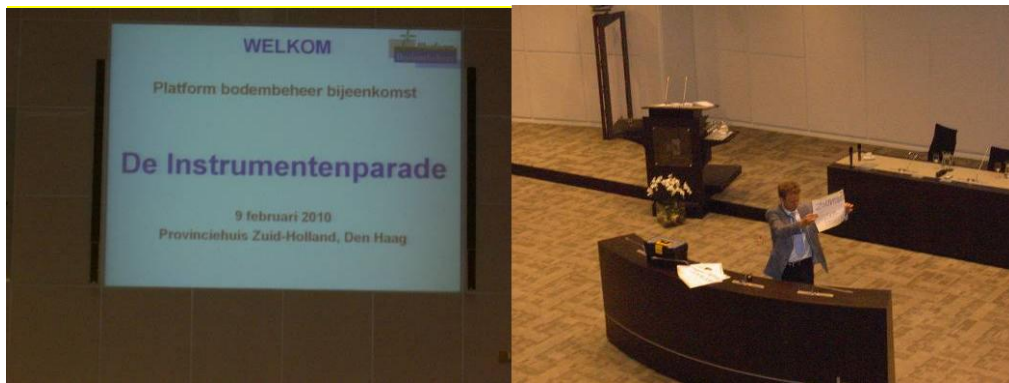 WELKOM
Platform bodembeheer bijeenkomst
De Instrumentenparade
9 februari 2010
Provinciehuis Zuid-Holland, Den Haag